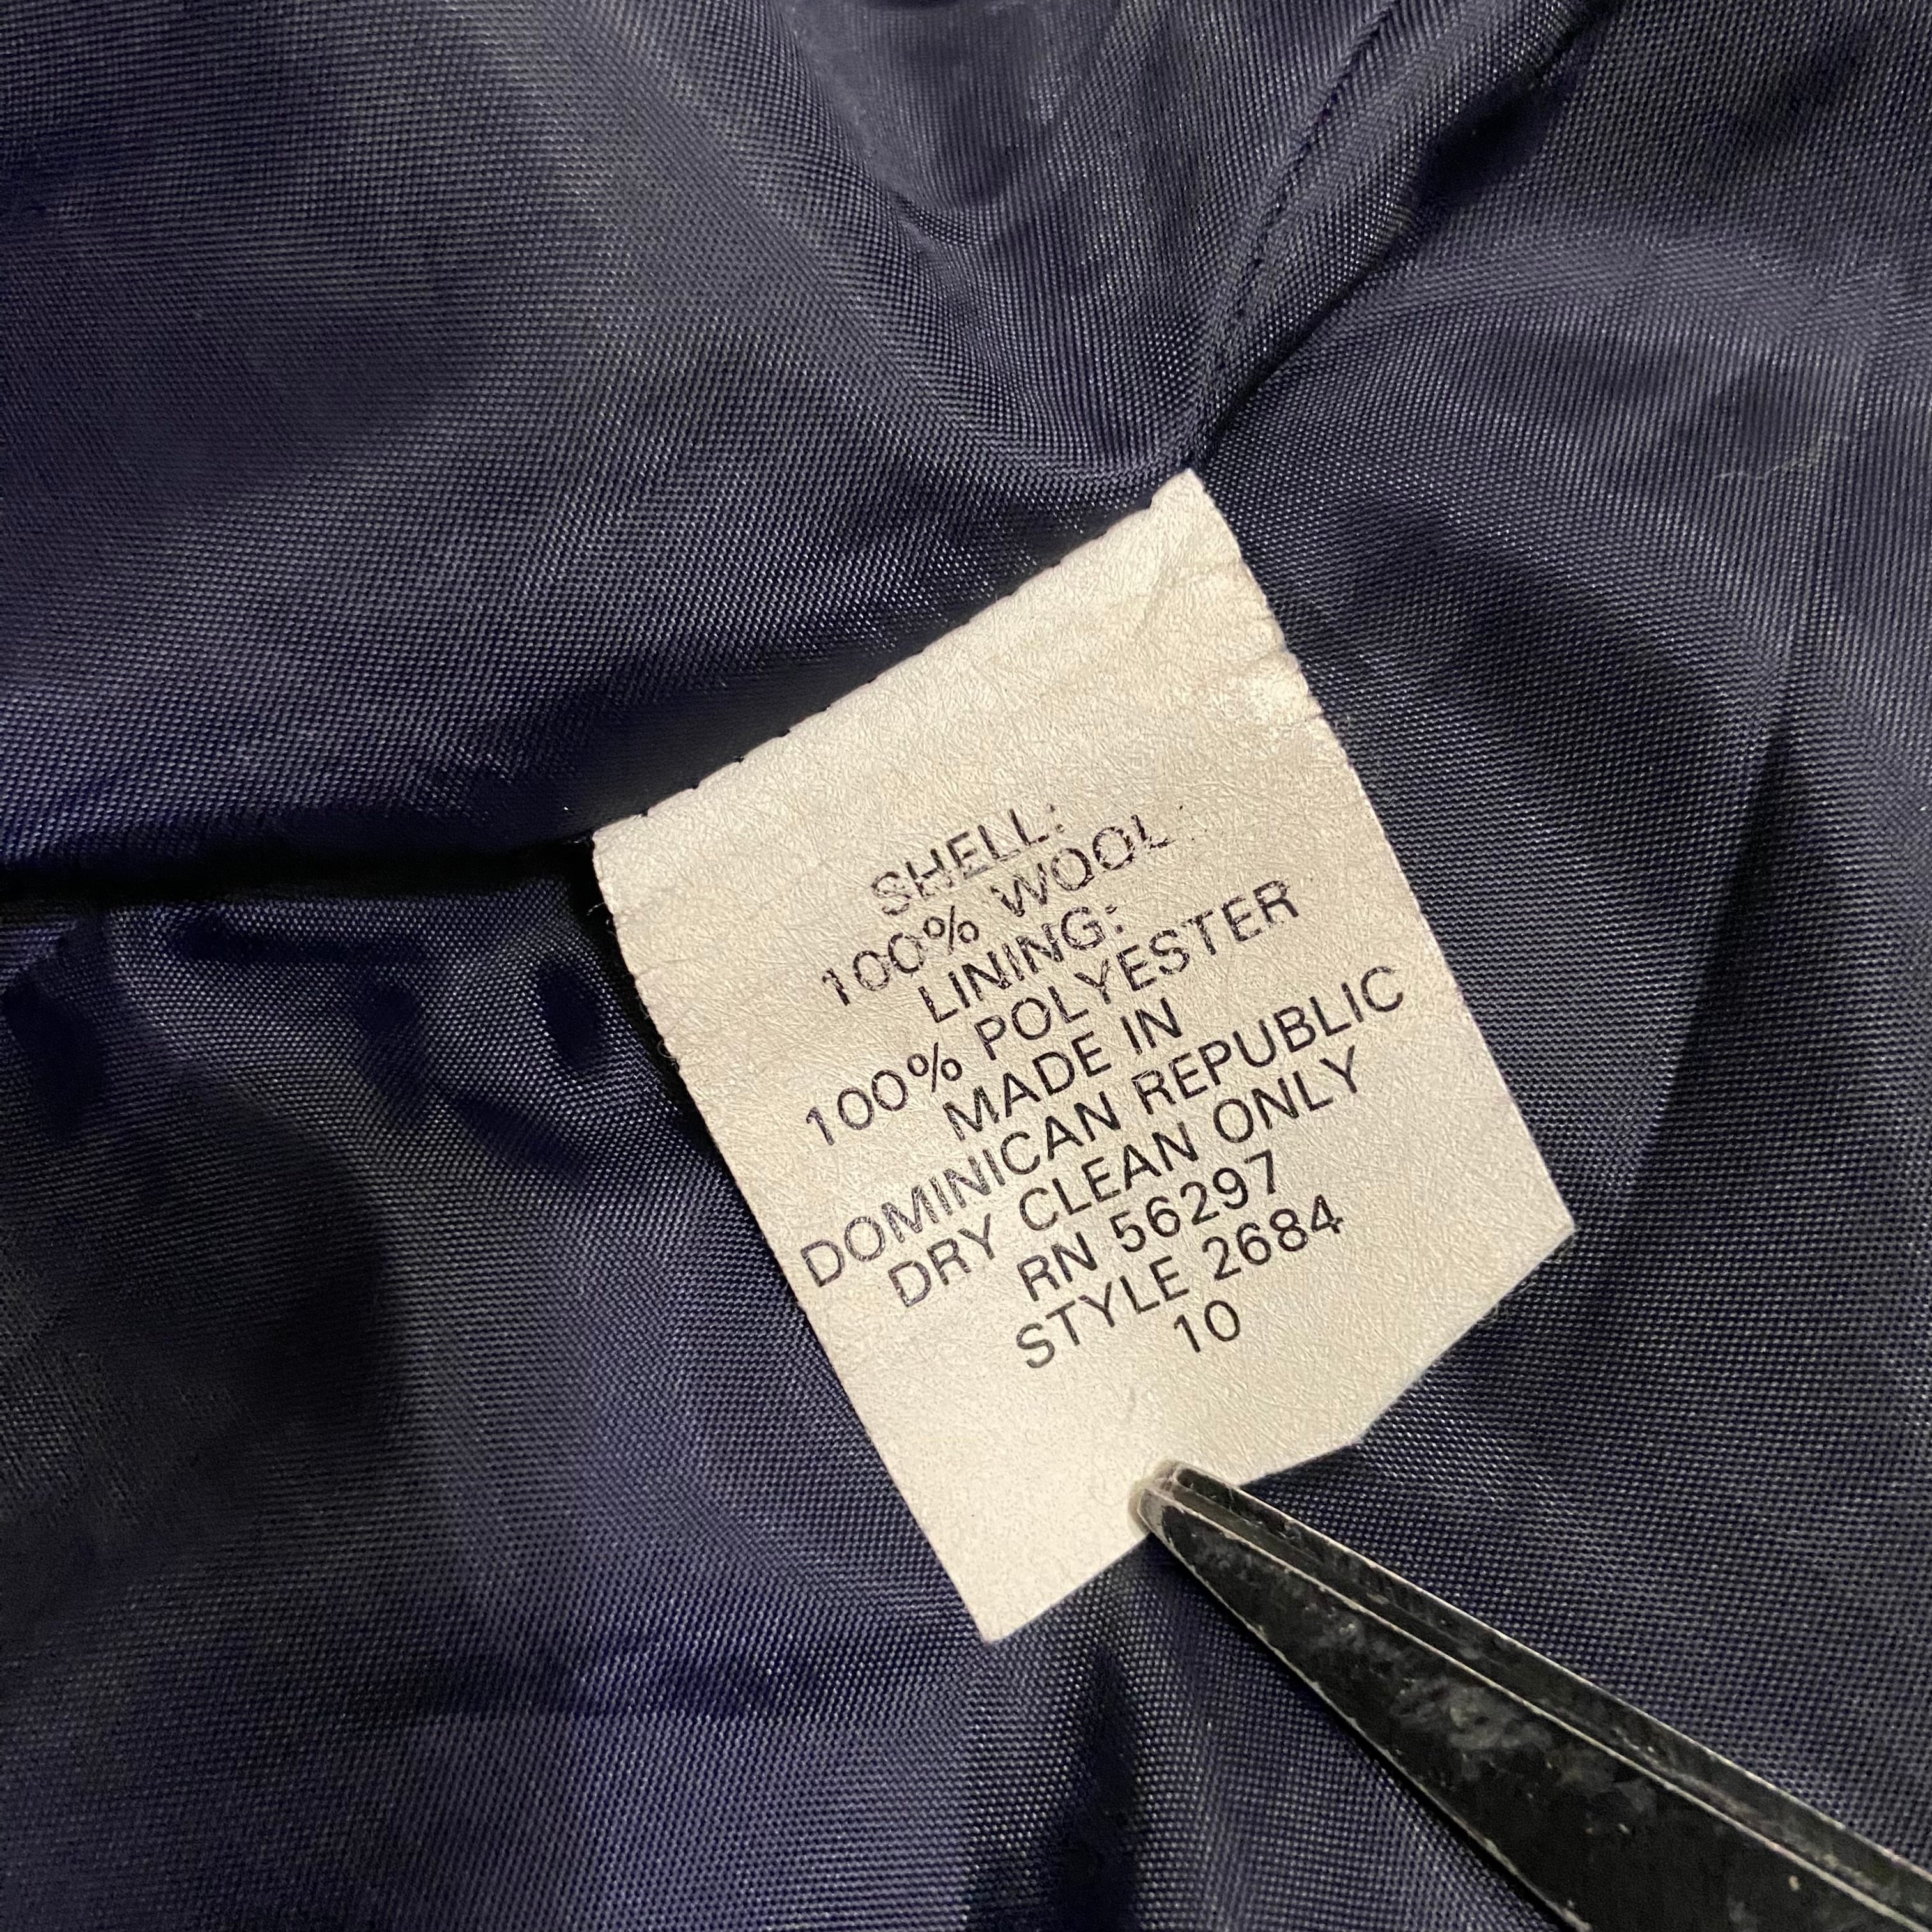 SHELL:
100% WOOL
LINING:
100% POLYESTER
MADE IN
DOMINICAN REPUBLIC
DRY CLEAN ONLY
RN 56297
STYLE 2684
10